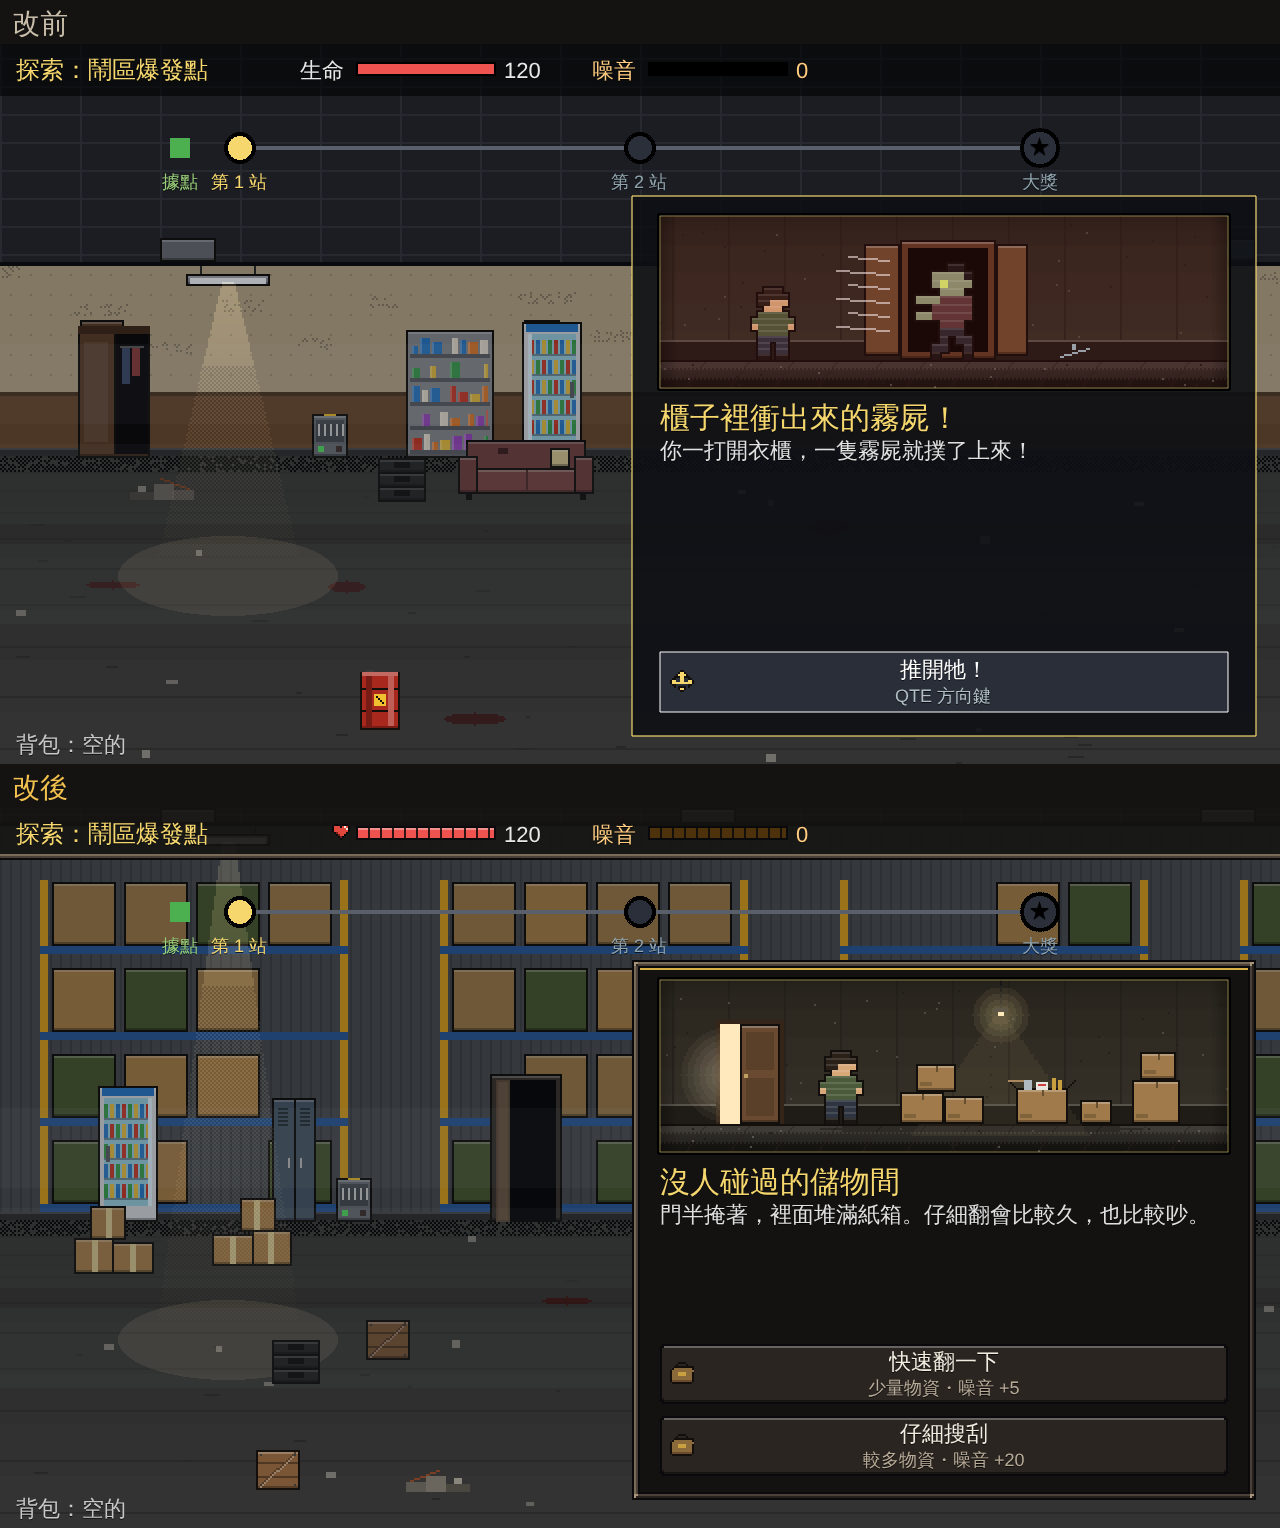 改前
探索：鬧區爆發點 生命 120 噪音 0
據點 第 1 站 第 2 站 大獎
櫃子裡衝出來的霧屍！
你一打開衣櫃，一隻霧屍就撲了上來！
推開牠！
QTE 方向鍵
背包：空的
改後
探索：鬧區爆發點 120 噪音 0
據點 第 1 站 第 2 站 大獎
沒人碰過的儲物間
門半掩著，裡面堆滿紙箱。仔細翻會比較久，也比較吵。
快速翻一下
少量物資・噪音 +5
仔細搜刮
較多物資・噪音 +20
背包：空的